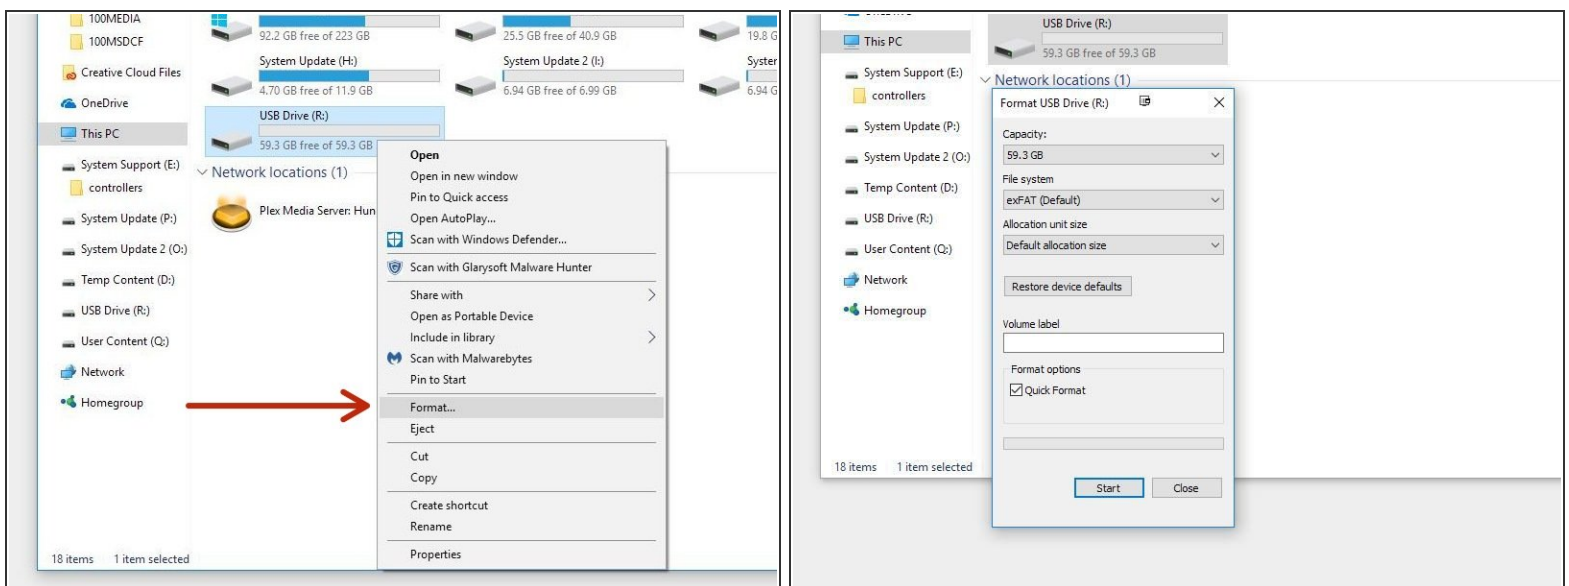 100MEDIA
100MSDCF
Creative Cloud Files
OneDrive
This PC
System Support (E:)
controllers
System Update (P:)
System Update 2 (O:)
Temp Content (D:)
USB Drive (R:)
User Content (Q:)
Network
Homegroup
18 items 1 item selected
92.2 GB free of 223 GB
25.5 GB free of 40.9 GB
19.8 G
System Update (H:)
System Update 2 (I:)
Syster
4.70 GB free of 11.9 GB
6.94 GB free of 6.99 GB
6.94 G
USB Drive (R:)
59.3 GB free of 59.3 GB
Network locations (1)
Plex Media Server: Hun
Open
Open in new window
Pin to Quick access
Open AutoPlay...
Scan with Windows Defender...
Scan with Glarysoft Malware Hunter
Share with
Open as Portable Device
Include in library
Scan with Malwarebytes
Pin to Start
Format...
Eject
Cut
Copy
Create shortcut
Rename
Properties
This PC
System Support (E:)
controllers
System Update (P:)
System Update 2 (O:)
Temp Content (D:)
USB Drive (R:)
User Content (Q:)
Network
Homegroup
18 items 1 item selected
USB Drive (R:)
59.3 GB free of 59.3 GB
Network locations (1)
Format USB Drive (R:)
Capacity:
59.3 GB
File system
exFAT (Default)
Allocation unit size
Default allocation size
Restore device defaults
Volume label
Format options
Quick Format
Start Close